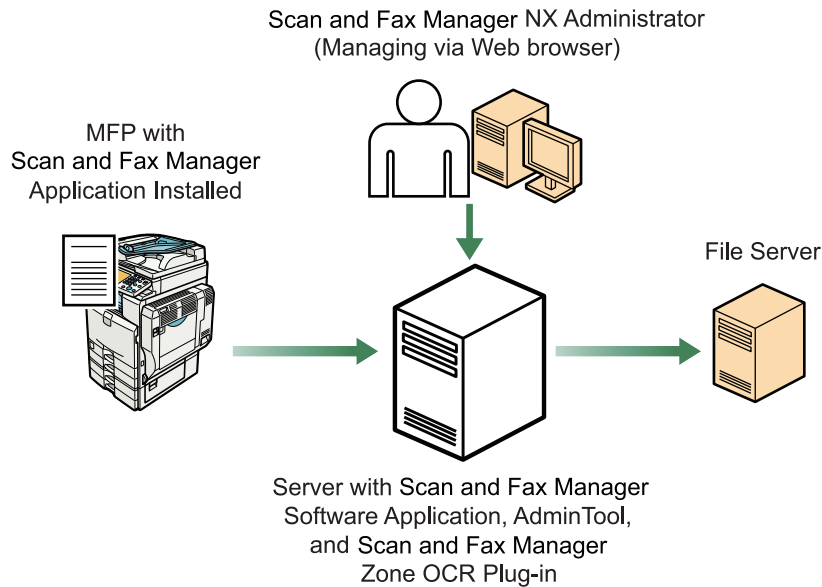 Scan and Fax Manager NX Administrator
(Managing via Web browser)
MFP with
Scan and Fax Manager
Application Installed
File Server
Server with Scan and Fax Manager
Software Application, AdminTool,
and Scan and Fax Manager
Zone OCR Plug-in